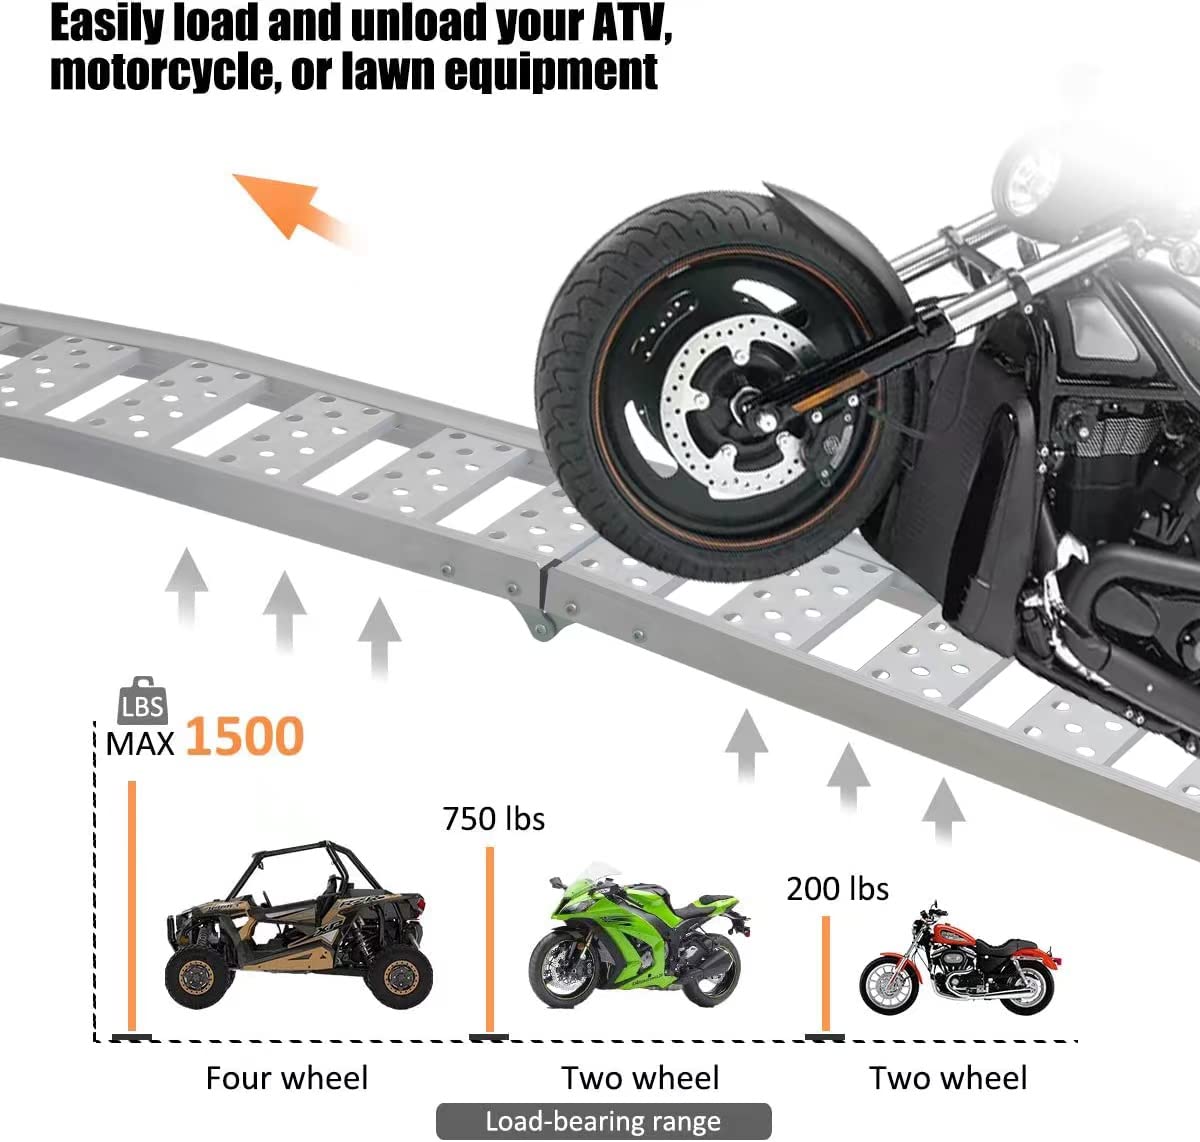 Easily load and unload your ATV,
motorcycle, or lawn equipment
LBS
MAX 1500
750 lbs
200 lbs
Four wheel
Two wheel
Two wheel
Load-bearing range